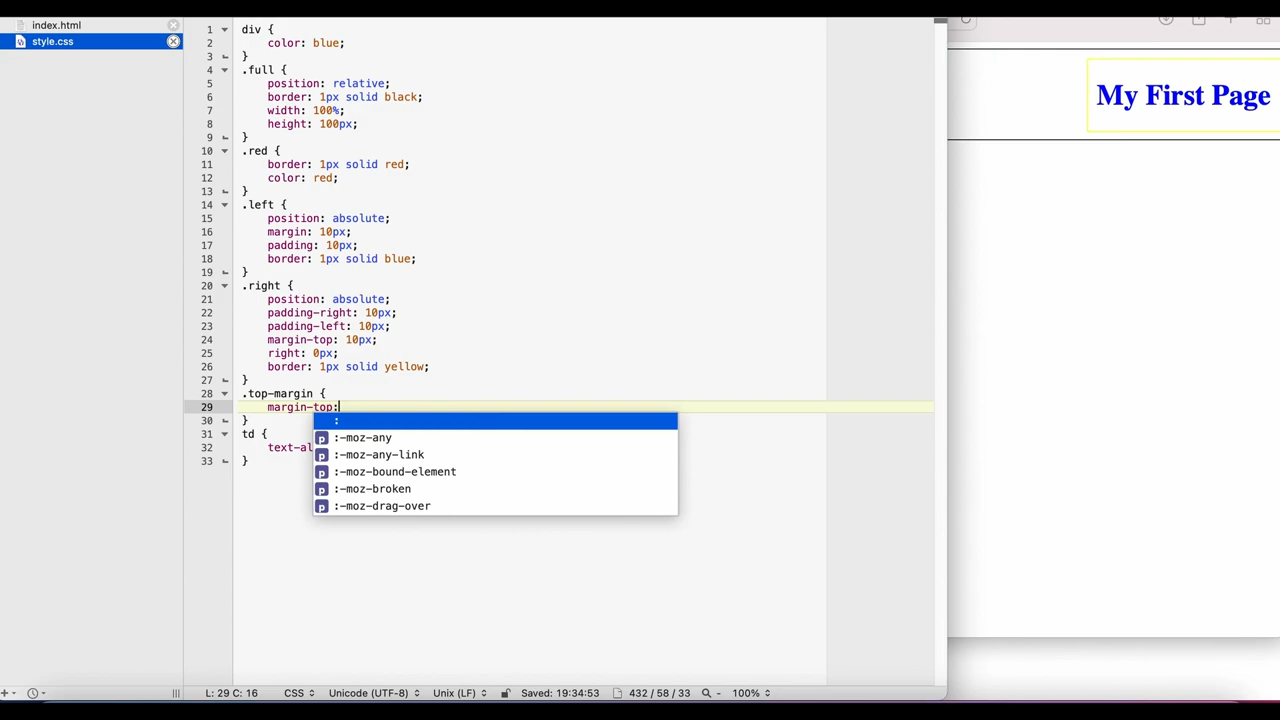 index.html
style.css
1 div {
2 color: blue;
3 }
4 .full {
5 position: relative;
6 border: 1px solid black;
7 width: 100%;
8 height: 100px;
9 }
10 .red {
11 border: 1px solid red;
12 color: red;
13 }
14 .left {
15 position: absolute;
16 margin: 10px;
17 padding: 10px;
18 border: 1px solid blue;
19 }
20 .right {
21 position: absolute;
22 padding-right: 10px;
23 padding-left: 10px;
24 margin-top: 10px;
25 right: 0px;
26 border: 1px solid yellow;
27 }
28 .top-margin {
29 margin-top:
30 }
31 td {
32 text-al
33 }
:
p :-moz-any
p :-moz-any-link
p :-moz-bound-element
p :-moz-broken
p :-moz-drag-over
My First Page
L: 29 C: 16 CSS Unicode (UTF-8) Unix (LF) Saved: 19:34:53 432 / 58 / 33 100%